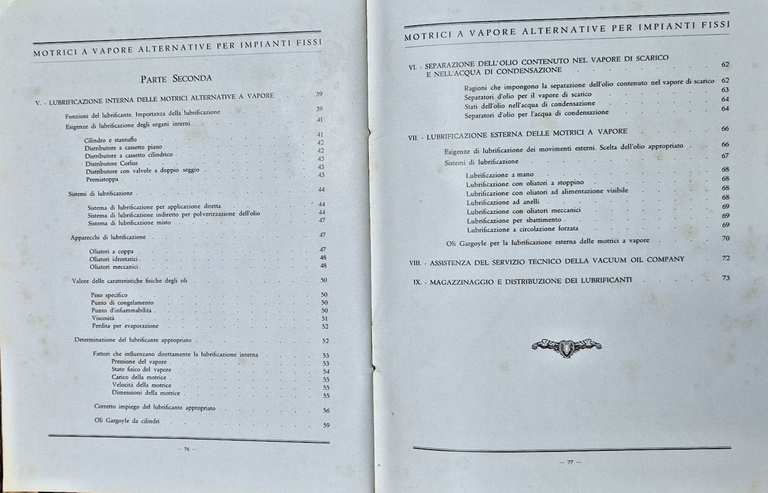 MOTRICI A VAPORE ALTERNATIVE PER IMPIANTI FISSI
PARTE SECONDA
V. - LUBRIFICAZIONE INTERNA DELLE MOTRICI ALTERNATIVE A VAPORE 39
Funzioni del lubrificante. Importanza della lubrificazione 39
Esigenze di lubrificazione degli organi interni 41
Cilindro e stantuffo 41
Distributore a cassetto piano 42
Distributore a cassetto cilindrico 42
Distributore Corliss 43
Distributore con valvole a doppio seggio 43
Premistoppa 43
Sistemi di lubrificazione 44
Sistema di lubrificazione per applicazione diretta 44
Sistema di lubrificazione indiretto per polverizzazione dell'olio 44
Sistema di lubrificazione misto 47
Apparecchi di lubrificazione 47
Oliatori a coppa 47
Oliatori idrostatici 48
Oliatori meccanici 48
Valore delle caratteristiche fisiche degli oli 50
Peso specifico 50
Punto di congelamento 50
Punto d'infiammabilità 50
Viscosità 51
Perdita per evaporazione 52
Determinazione del lubrificante appropriato 52
Fattori che influenzano direttamente la lubrificazione interna 53
Pressione del vapore 53
Stato fisico del vapore 54
Carico della motrice 55
Velocità della motrice 55
Dimensioni della motrice 55
Corretto impiego del lubrificante appropriato 56
Oli Gargoyle da cilindri 59
— 76 —
MOTRICI A VAPORE ALTERNATIVE PER IMPIANTI FISSI
VI. - SEPARAZIONE DELL'OLIO CONTENUTO NEL VAPORE DI SCARICO
E NELL'ACQUA DI CONDENSAZIONE 62
Ragioni che impongono la separazione dell'olio contenuto nel vapore di scarico 62
Separatori d'olio per il vapore di scarico 63
Stati dell'olio nell'acqua di condensazione 64
Separatori d'olio per l'acqua di condensazione 64
VII. - LUBRIFICAZIONE ESTERNA DELLE MOTRICI A VAPORE 66
Esigenze di lubrificazione dei movimenti esterni. Scelta dell'olio appropriato 66
Sistemi di lubrificazione 67
Lubrificazione a mano 68
Lubrificazione con oliatori a stoppino 68
Lubrificazione con oliatori ad alimentazione visibile 68
Lubrificazione ad anelli 68
Lubrificazione con oliatori meccanici 69
Lubrificazione per sbattimento 69
Lubrificazione a circolazione forzata 69
Oli Gargoyle per la lubrificazione esterna delle motrici a vapore 70
VIII. - ASSISTENZA DEL SERVIZIO TECNICO DELLA VACUUM OIL COMPANY 72
IX. - MAGAZZINAGGIO E DISTRIBUZIONE DEI LUBRIFICANTI 73
— 77 —